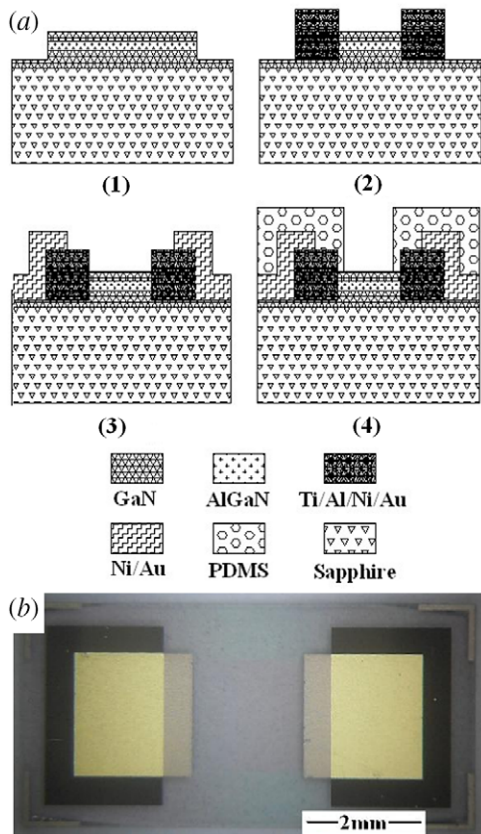 (a)
(1) (2)
(3) (4)
GaN AlGaN Ti/Al/Ni/Au
Ni/Au PDMS Sapphire
(b)
2mm